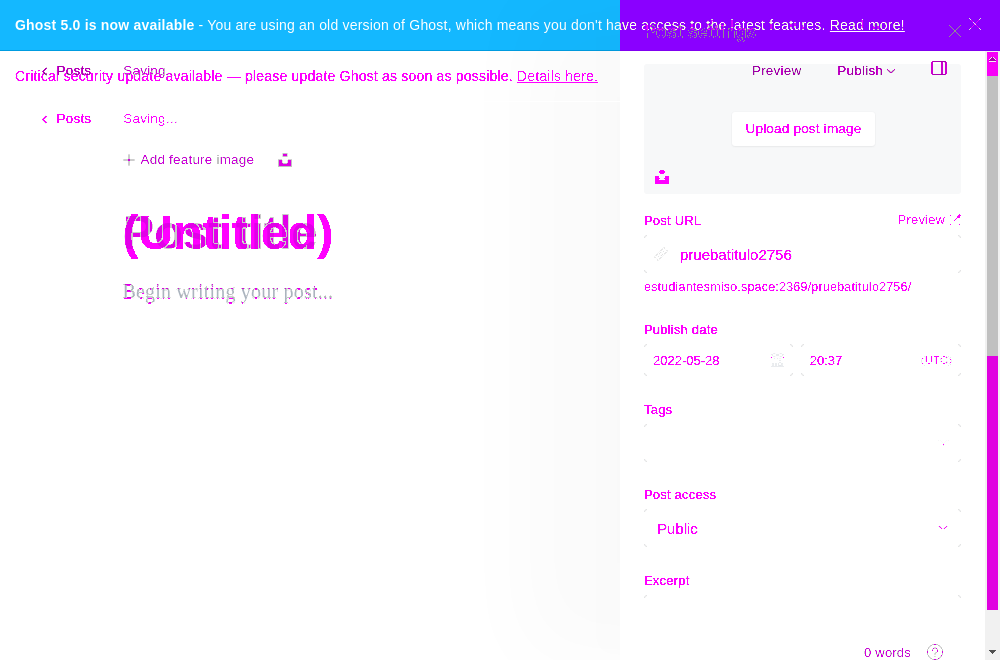 Ghost 5.0 is now available - You are using an old version of Ghost, which means you don't have access to the latest features. Read more!
Post settings
Posts Saving...
Preview Publish
Critical security update available — please update Ghost as soon as possible. Details here.
Posts Saving...
Upload post image
Add feature image
Post URL Preview
(Untitled)
pruebatitulo2756
estudiantesmiso.space:2369/pruebatitulo2756/
Begin writing your post...
Publish date
2022-05-28 20:37 (UTC)
Tags
Post access
Public
Excerpt
0 words